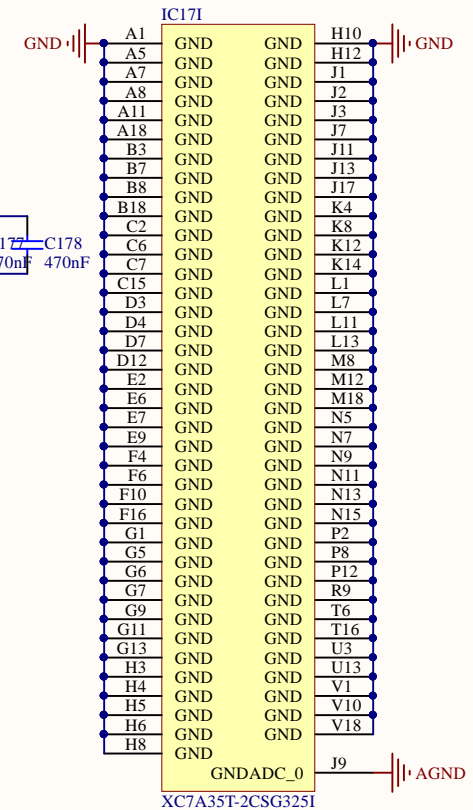 IC17I
GND A1 GND GND H10 GND
A5 GND GND H12
A7 GND GND J1
A8 GND GND J2
A11 GND GND J3
A18 GND GND J7
B3 GND GND J11
B7 GND GND J13
B8 GND GND J17
B18 GND GND K4
C2 GND GND K8
C178 C6 GND GND K12
470nF C7 GND GND K14
C15 GND GND L1
D3 GND GND L7
D4 GND GND L11
D7 GND GND L13
D12 GND GND M8
E2 GND GND M12
E6 GND GND M18
E7 GND GND N5
E9 GND GND N7
F4 GND GND N9
F6 GND GND N11
F10 GND GND N13
F16 GND GND N15
G1 GND GND P2
G5 GND GND P8
G6 GND GND P12
G7 GND GND R9
G9 GND GND T6
G11 GND GND T16
G13 GND GND U3
H3 GND GND U13
H4 GND GND V1
H5 GND GND V10
H6 GND GND V18
H8 GND
GNDADC_0 J9 AGND
XC7A35T-2CSG325I